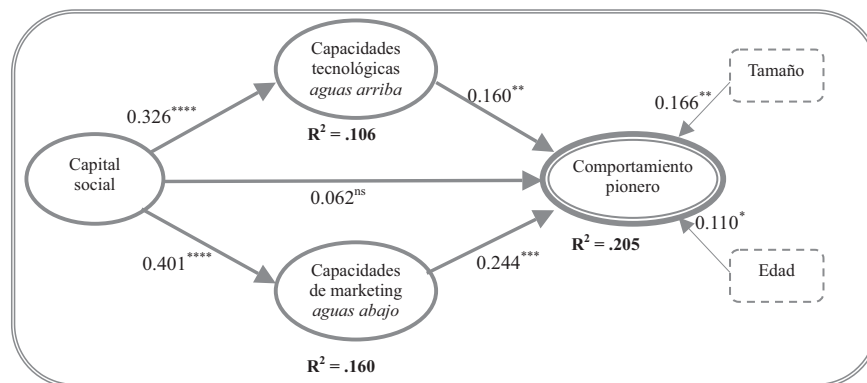 Capacidades
tecnológicas
aguas arriba
R² = .106
0.326****
0.160**
Tamaño
0.166**
Capital
social
0.062ns
Comportamiento
pionero
R² = .205
0.110*
0.401****
0.244***
Capacidades
de marketing
aguas abajo
R² = .160
Edad